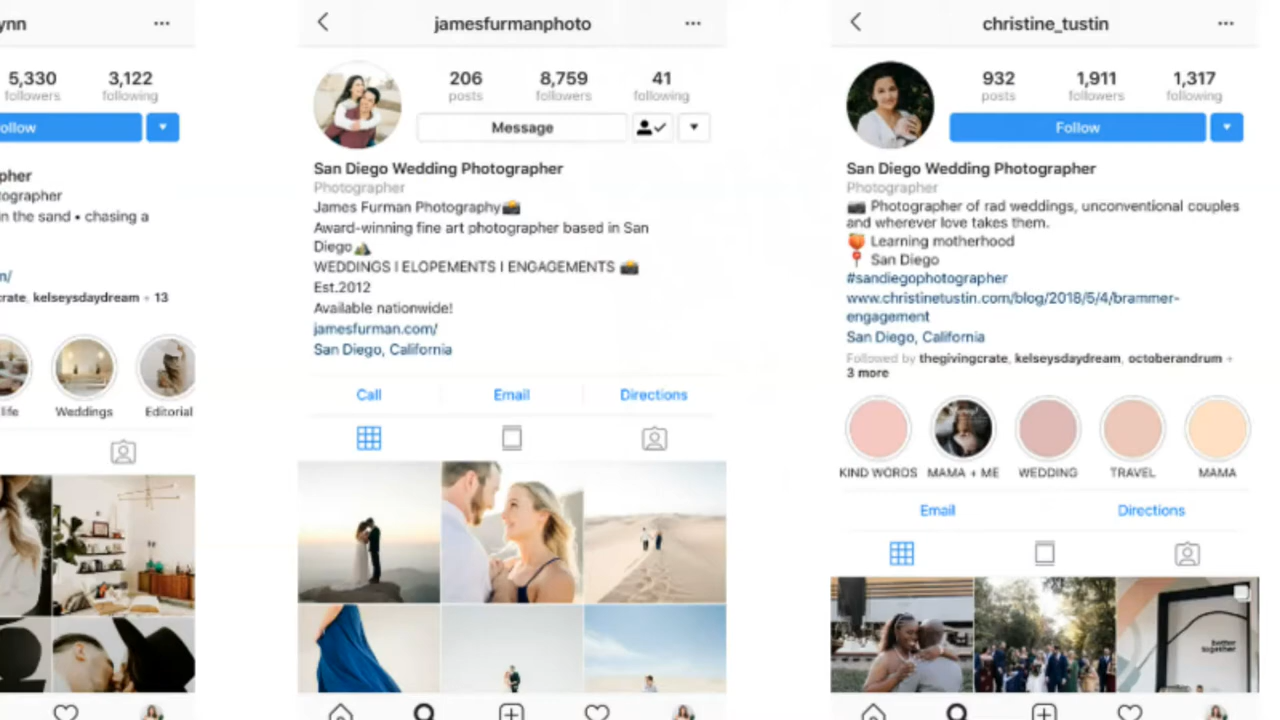 ynn
5,330
3,122
followers
following
ollow
pher
tographer
in the sand • chasing a
n/
crate, kelseysdaydream + 13
life
Weddings
Editorial
jamesfurmanphoto
206
8,759
41
posts
followers
following
Message
San Diego Wedding Photographer
Photographer
James Furman Photography📸
Award-winning fine art photographer based in San
Diego⛰️
WEDDINGS I ELOPEMENTS I ENGAGEMENTS 📸
Est.2012
Available nationwide!
jamesfurman.com/
San Diego, California
Call
Email
Directions
christine_tustin
932
1,911
1,317
posts
followers
following
Follow
San Diego Wedding Photographer
Photographer
📷 Photographer of rad weddings, unconventional couples
and wherever love takes them.
🍑 Learning motherhood
📍 San Diego
#sandiegophotographer
www.christinetustin.com/blog/2018/5/4/brammer-
engagement
San Diego, California
Followed by thegivingcrate, kelseysdaydream, octoberandrum +
3 more
KIND WORDS
MAMA + ME
WEDDING
TRAVEL
MAMA
Email
Directions
better
together